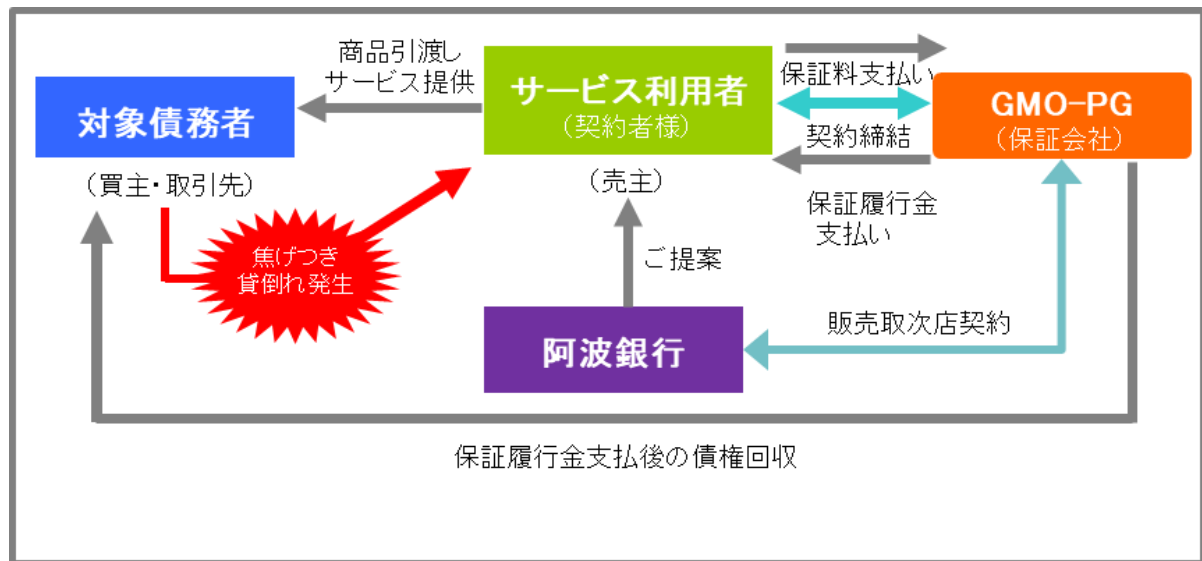 商品引渡し
サービス提供
対象債務者
(買主・取引先)
サービス利用者
(契約者様)
(売主)
保証料支払い
契約締結
保証履行金
支払い
GMO-PG
(保証会社)
焦げつき
貸倒れ発生
ご提案
阿波銀行
販売取次店契約
保証履行金支払後の債権回収